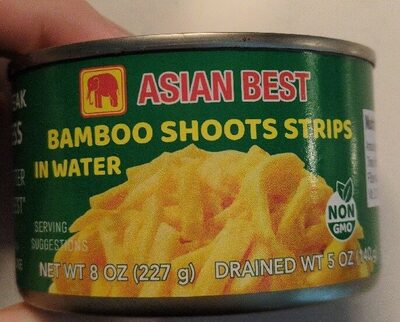 ASIAN BEST
BAMBOO SHOOTS STRIPS
IN WATER
SERVING
SUGGESTIONS
NON
GMO
NET WT 8 OZ (227 g) DRAINED WT 5 OZ